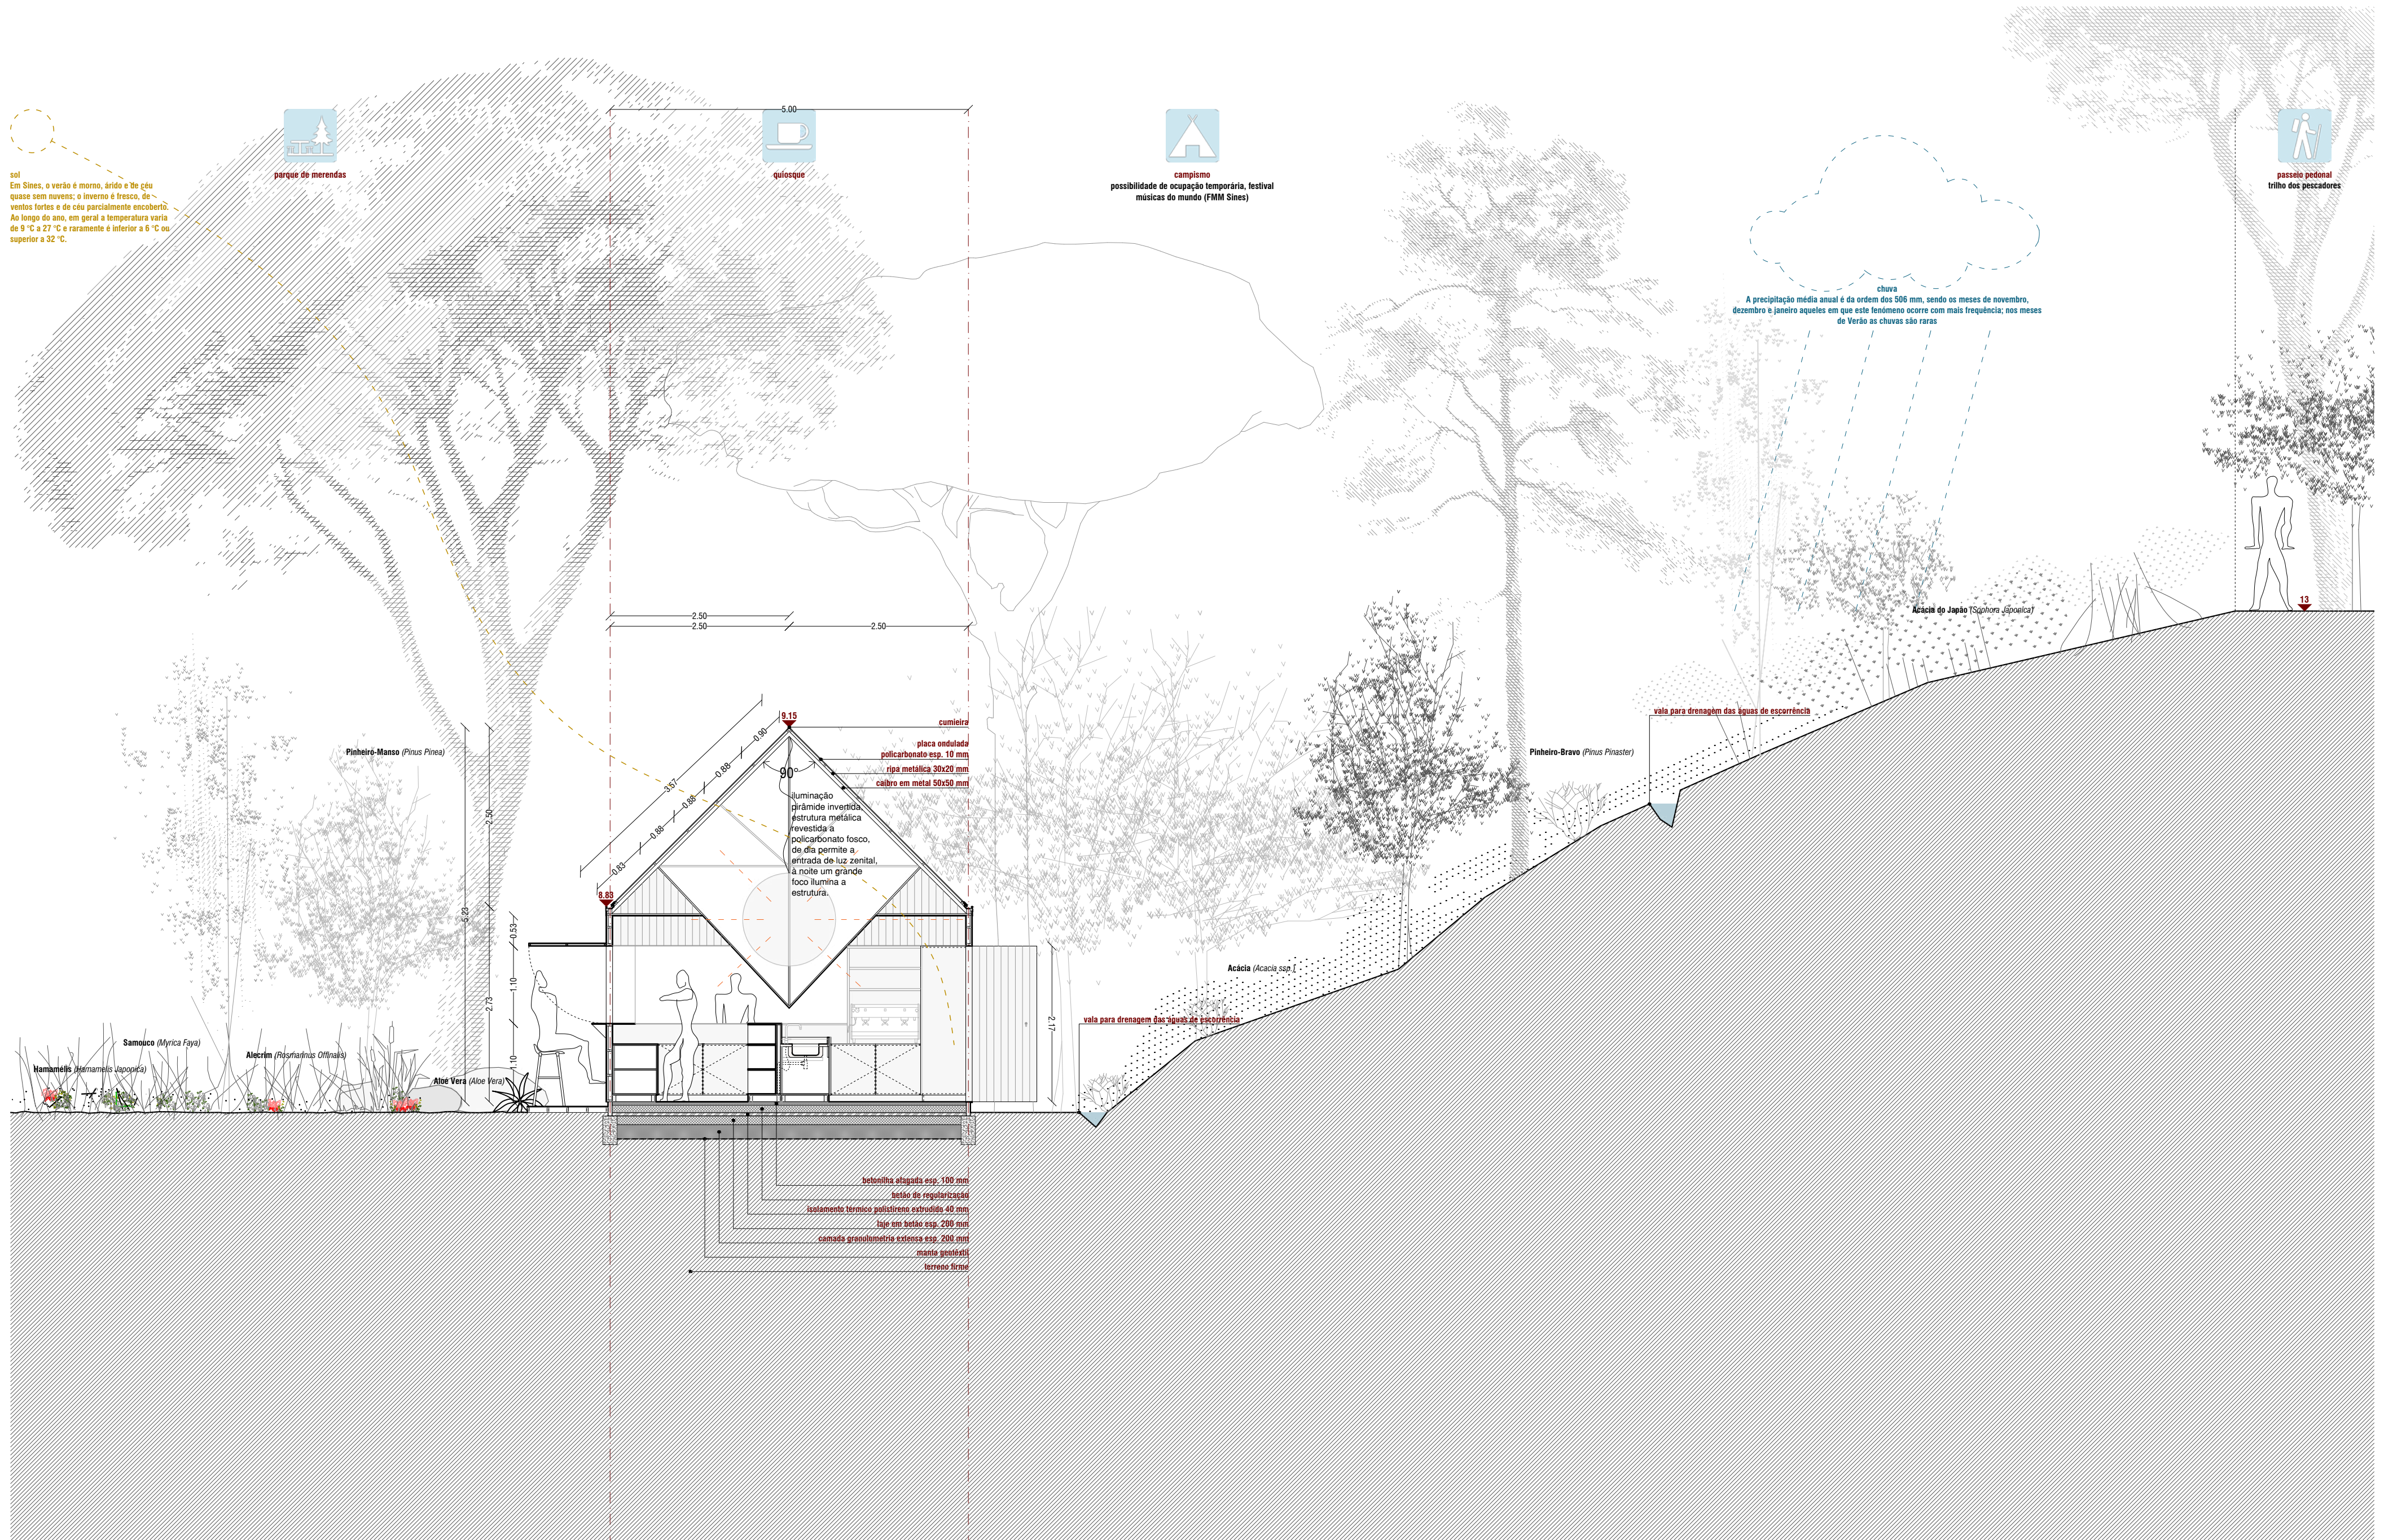 5.00
sol
Em Sines, o verão é morno, árido e de céu
quase sem nuvens; o inverno é fresco, de
ventos fortes e de céu parcialmente encoberto.
Ao longo do ano, em geral a temperatura varia
de 9 °C a 27 °C e raramente é inferior a 6 °C ou
superior a 32 °C.
parque de merendas
quiosque
campismo
possibilidade de ocupação temporária, festival
músicas do mundo (FMM Sines)
passeio pedonal
trilho dos pescadores
chuva
A precipitação média anual é da ordem dos 506 mm, sendo os meses de novembro,
dezembro e janeiro aqueles em que este fenómeno ocorre com mais frequência; nos meses
de Verão as chuvas são raras
13
Acácia do Japão (Sophora Japonica)
2.50
2.50
2.50
vala para drenagem das águas de escorrência
9.15
cumieira
placa ondulada
policarbonato esp. 10 mm
ripa metálica 30x20 mm
caibro em metal 50x50 mm
Pinheiro-Manso (Pinus Pinea)
Pinheiro-Bravo (Pinus Pinaster)
90°
3.57
0.90
0.88
0.88
0.88
0.83
iluminação
pirâmide invertida,
estrutura metálica
revestida a
policarbonato fosco,
de dia permite a
entrada de luz zenital,
à noite um grande
foco ilumina a
estrutura.
8.83
2.50
5.23
2.73
0.53
1.10
1.10
2.17
Acácia (Acacia ssp.)
vala para drenagem das águas de escorrência
Samouco (Myrica Faya)
Alecrim (Rosmarinus Offinalis)
Hamamélis (Hamamelis Japonica)
Aloé Vera (Aloe Vera)
betonilha afagada esp. 100 mm
betão de regularização
isolamento térmico polistireno extrudido 40 mm
laje em betão esp. 200 mm
camada granulometria extensa esp. 200 mm
manta geotêxtil
terreno firme